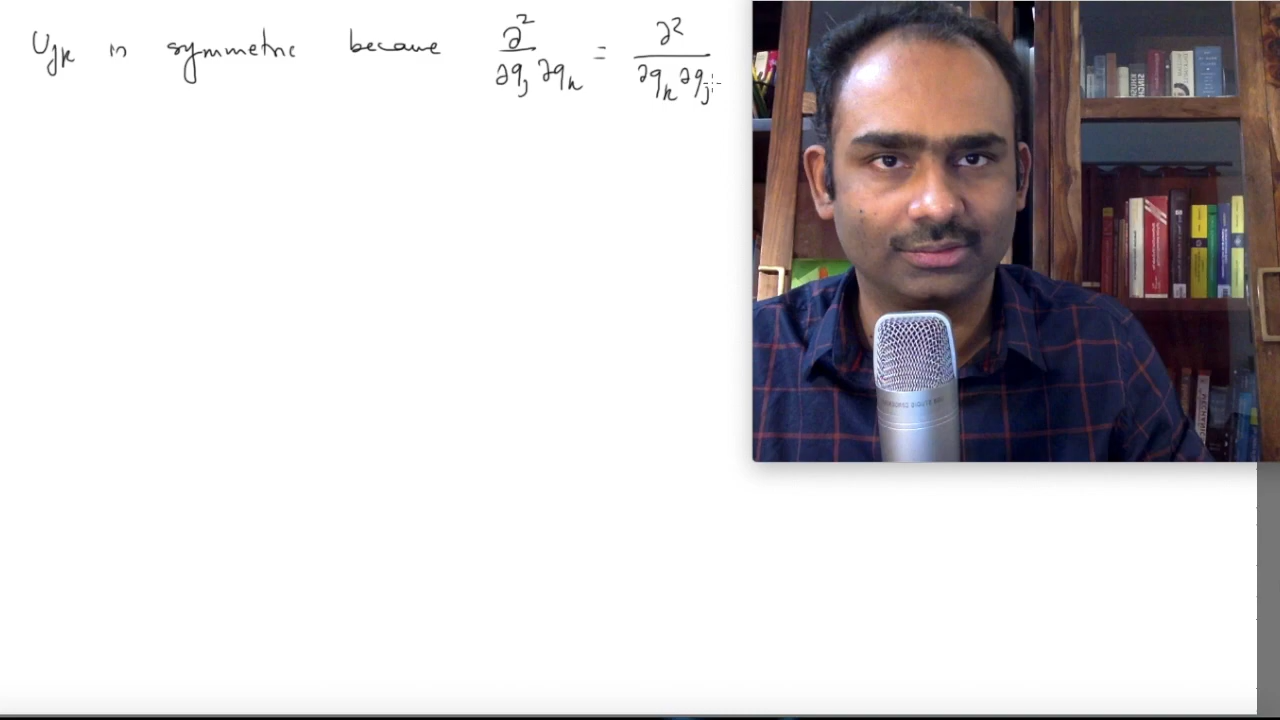 U_jk is symmetric because ∂²/∂q_j ∂q_k = ∂²/∂q_k ∂q_j